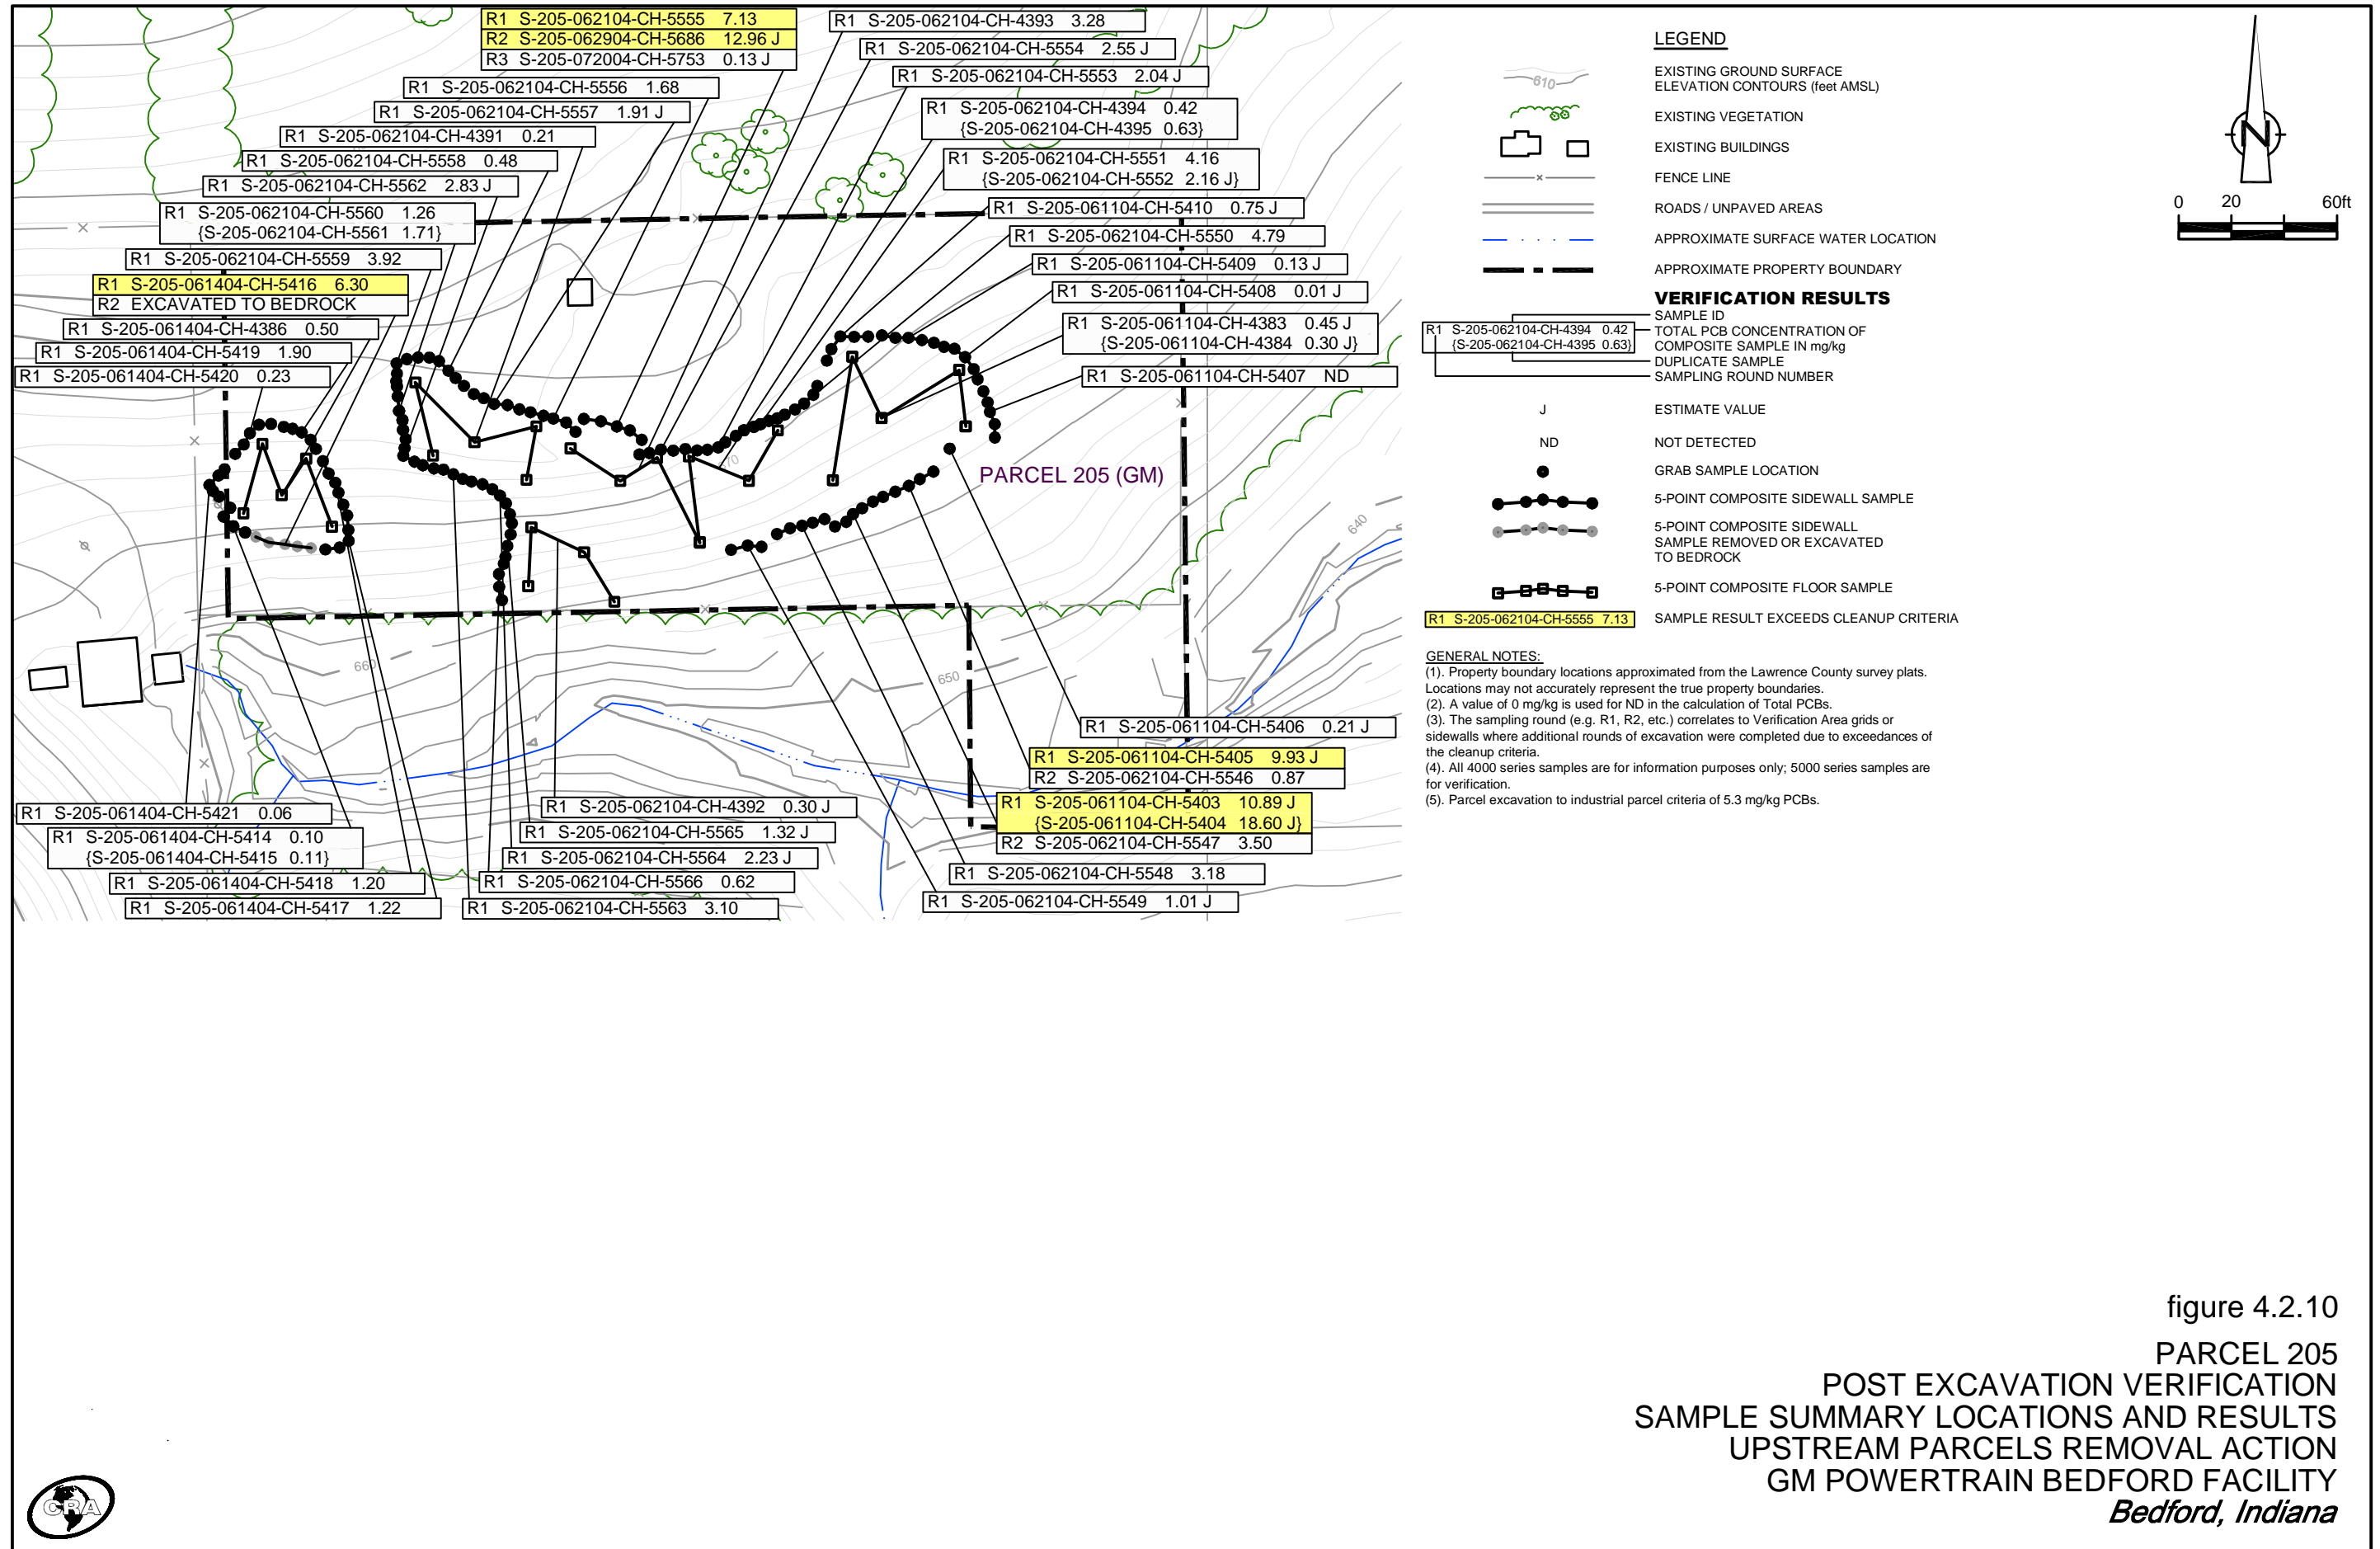 R1 S-205-062104-CH-5555 7.13
R2 S-205-062904-CH-5686 12.96 J
R3 S-205-072004-CH-5753 0.13 J
R1 S-205-062104-CH-5556 1.68
R1 S-205-062104-CH-5557 1.91 J
R1 S-205-062104-CH-4391 0.21
R1 S-205-062104-CH-5558 0.48
R1 S-205-062104-CH-5562 2.83 J
R1 S-205-062104-CH-5560 1.26
{S-205-062104-CH-5561 1.71}
R1 S-205-062104-CH-5559 3.92
R1 S-205-061404-CH-5416 6.30
R2 EXCAVATED TO BEDROCK
R1 S-205-061404-CH-4386 0.50
R1 S-205-061404-CH-5419 1.90
R1 S-205-061404-CH-5420 0.23
R1 S-205-062104-CH-4393 3.28
R1 S-205-062104-CH-5554 2.55 J
R1 S-205-062104-CH-5553 2.04 J
R1 S-205-062104-CH-4394 0.42
{S-205-062104-CH-4395 0.63}
R1 S-205-062104-CH-5551 4.16
{S-205-062104-CH-5552 2.16 J}
R1 S-205-061104-CH-5410 0.75 J
R1 S-205-062104-CH-5550 4.79
R1 S-205-061104-CH-5409 0.13 J
R1 S-205-061104-CH-5408 0.01 J
R1 S-205-061104-CH-4383 0.45 J
{S-205-061104-CH-4384 0.30 J}
R1 S-205-061104-CH-5407 ND
PARCEL 205 (GM)
670
640
660
650
R1 S-205-061104-CH-5406 0.21 J
R1 S-205-061104-CH-5405 9.93 J
R2 S-205-062104-CH-5546 0.87
R1 S-205-061104-CH-5403 10.89 J
{S-205-061104-CH-5404 18.60 J}
R2 S-205-062104-CH-5547 3.50
R1 S-205-062104-CH-5548 3.18
R1 S-205-062104-CH-5549 1.01 J
R1 S-205-061404-CH-5421 0.06
R1 S-205-061404-CH-5414 0.10
{S-205-061404-CH-5415 0.11}
R1 S-205-061404-CH-5418 1.20
R1 S-205-061404-CH-5417 1.22
R1 S-205-062104-CH-4392 0.30 J
R1 S-205-062104-CH-5565 1.32 J
R1 S-205-062104-CH-5564 2.23 J
R1 S-205-062104-CH-5566 0.62
R1 S-205-062104-CH-5563 3.10
LEGEND
610
EXISTING GROUND SURFACE
ELEVATION CONTOURS (feet AMSL)
EXISTING VEGETATION
EXISTING BUILDINGS
FENCE LINE
ROADS / UNPAVED AREAS
APPROXIMATE SURFACE WATER LOCATION
APPROXIMATE PROPERTY BOUNDARY
VERIFICATION RESULTS
R1 S-205-062104-CH-4394 0.42
{S-205-062104-CH-4395 0.63}
SAMPLE ID
TOTAL PCB CONCENTRATION OF
COMPOSITE SAMPLE IN mg/kg
DUPLICATE SAMPLE
SAMPLING ROUND NUMBER
J ESTIMATE VALUE
ND NOT DETECTED
GRAB SAMPLE LOCATION
5-POINT COMPOSITE SIDEWALL SAMPLE
5-POINT COMPOSITE SIDEWALL
SAMPLE REMOVED OR EXCAVATED
TO BEDROCK
5-POINT COMPOSITE FLOOR SAMPLE
R1 S-205-062104-CH-5555 7.13 SAMPLE RESULT EXCEEDS CLEANUP CRITERIA
GENERAL NOTES:
(1). Property boundary locations approximated from the Lawrence County survey plats.
Locations may not accurately represent the true property boundaries.
(2). A value of 0 mg/kg is used for ND in the calculation of Total PCBs.
(3). The sampling round (e.g. R1, R2, etc.) correlates to Verification Area grids or
sidewalls where additional rounds of excavation were completed due to exceedances of
the cleanup criteria.
(4). All 4000 series samples are for information purposes only; 5000 series samples are
for verification.
(5). Parcel excavation to industrial parcel criteria of 5.3 mg/kg PCBs.
N
0 20 60ft
figure 4.2.10
PARCEL 205
POST EXCAVATION VERIFICATION
SAMPLE SUMMARY LOCATIONS AND RESULTS
UPSTREAM PARCELS REMOVAL ACTION
GM POWERTRAIN BEDFORD FACILITY
Bedford, Indiana
CRA